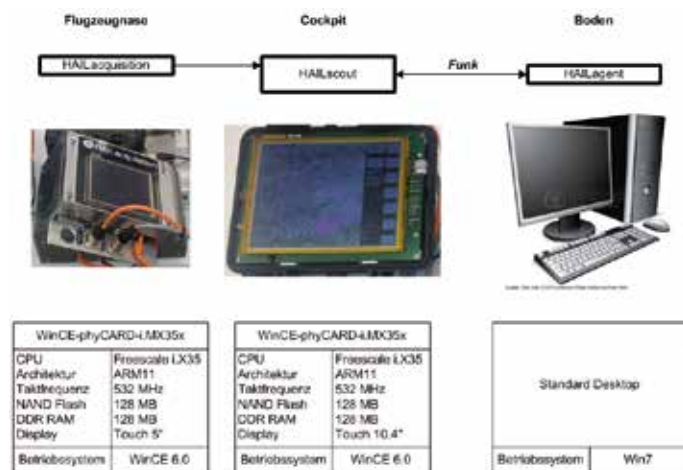 Flugzeugnase
Cockpit
Boden
HAILacquisition
HAILscout
Funk
HAILagent
WinCE-phyCARD-i.MX35x
CPU Freescale i.X35
Architektur ARM11
Taktfrequenz 532 MHz
NAND Flash 128 MB
DDR RAM 128 MB
Display Touch 5"
Betriebssystem WinCE 6.0
WinCE-phyCARD-i.MX35x
CPU Freescale i.X35
Architektur ARM11
Taktfrequenz 532 MHz
NAND Flash 128 MB
DDR RAM 128 MB
Display Touch 10.4"
Betriebssystem WinCE 6.0
Standard Desktop
Betriebssystem Win7